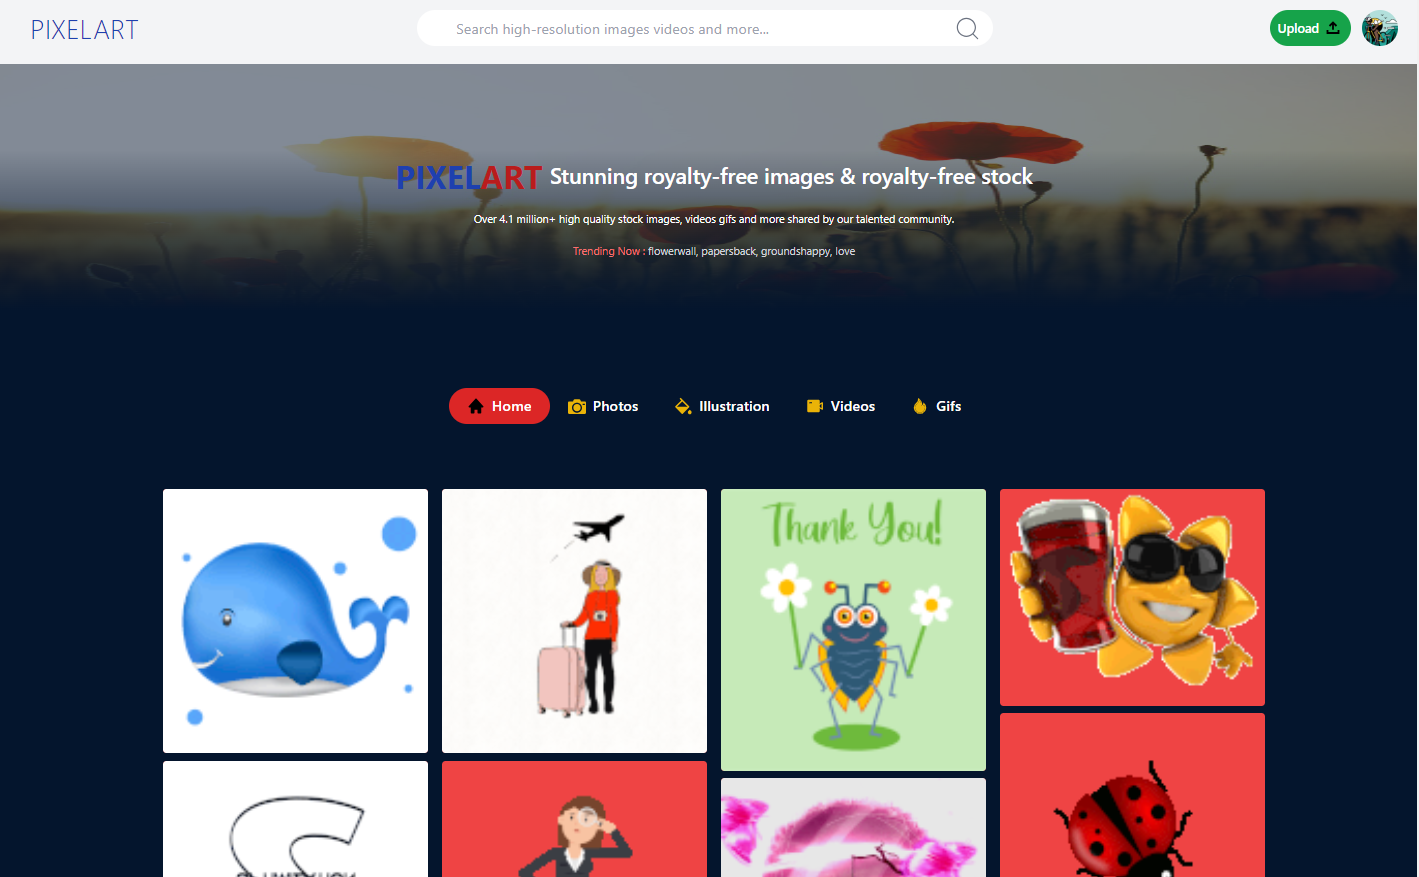 PIXELART
Search high-resolution images videos and more...
Upload
PIXELART Stunning royalty-free images & royalty-free stock
Over 4.1 million+ high quality stock images, videos gifs and more shared by our talented community.
Trending Now : flowerwall, papersback, groundshappy, love
Home
Photos
Illustration
Videos
Gifs
Thank You!